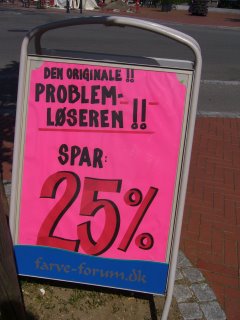 DEN ORIGINALE !!
PROBLEM-
LØSEREN !!
SPAR:
25%
farve-forum.dk